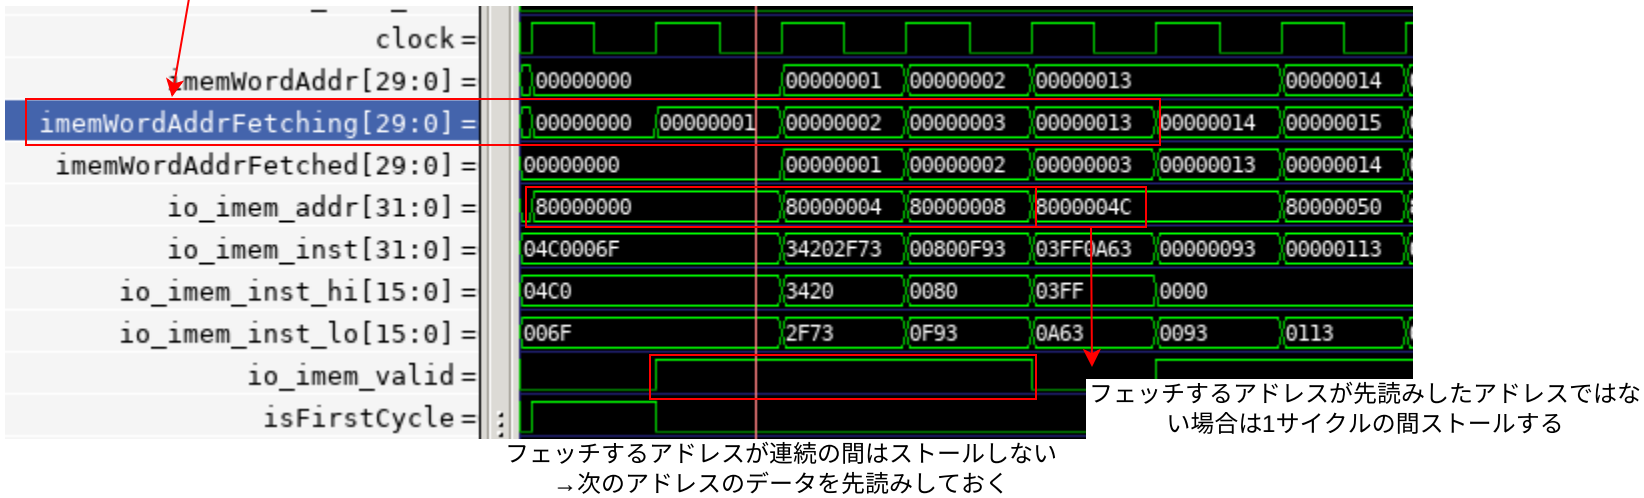 clock =
imemWordAddr[29:0] = 00000000 00000001 00000002 00000013 00000014
imemWordAddrFetching[29:0] = 00000000 00000001 00000002 00000003 00000013 00000014 00000015
imemWordAddrFetched[29:0] = 00000000 00000001 00000002 00000003 00000013 00000014
io_imem_addr[31:0] = 80000000 80000004 80000008 8000004C 80000050
io_imem_inst[31:0] = 04C0006F 34202F73 00800F93 03FF0A63 00000093 00000113
io_imem_inst_hi[15:0] = 04C0 3420 0080 03FF 0000
io_imem_inst_lo[15:0] = 006F 2F73 0F93 0A63 0093 0113
io_imem_valid =
isFirstCycle =
フェッチするアドレスが先読みしたアドレスではな
い場合は1サイクルの間ストールする
フェッチするアドレスが連続の間はストールしない
→次のアドレスのデータを先読みしておく